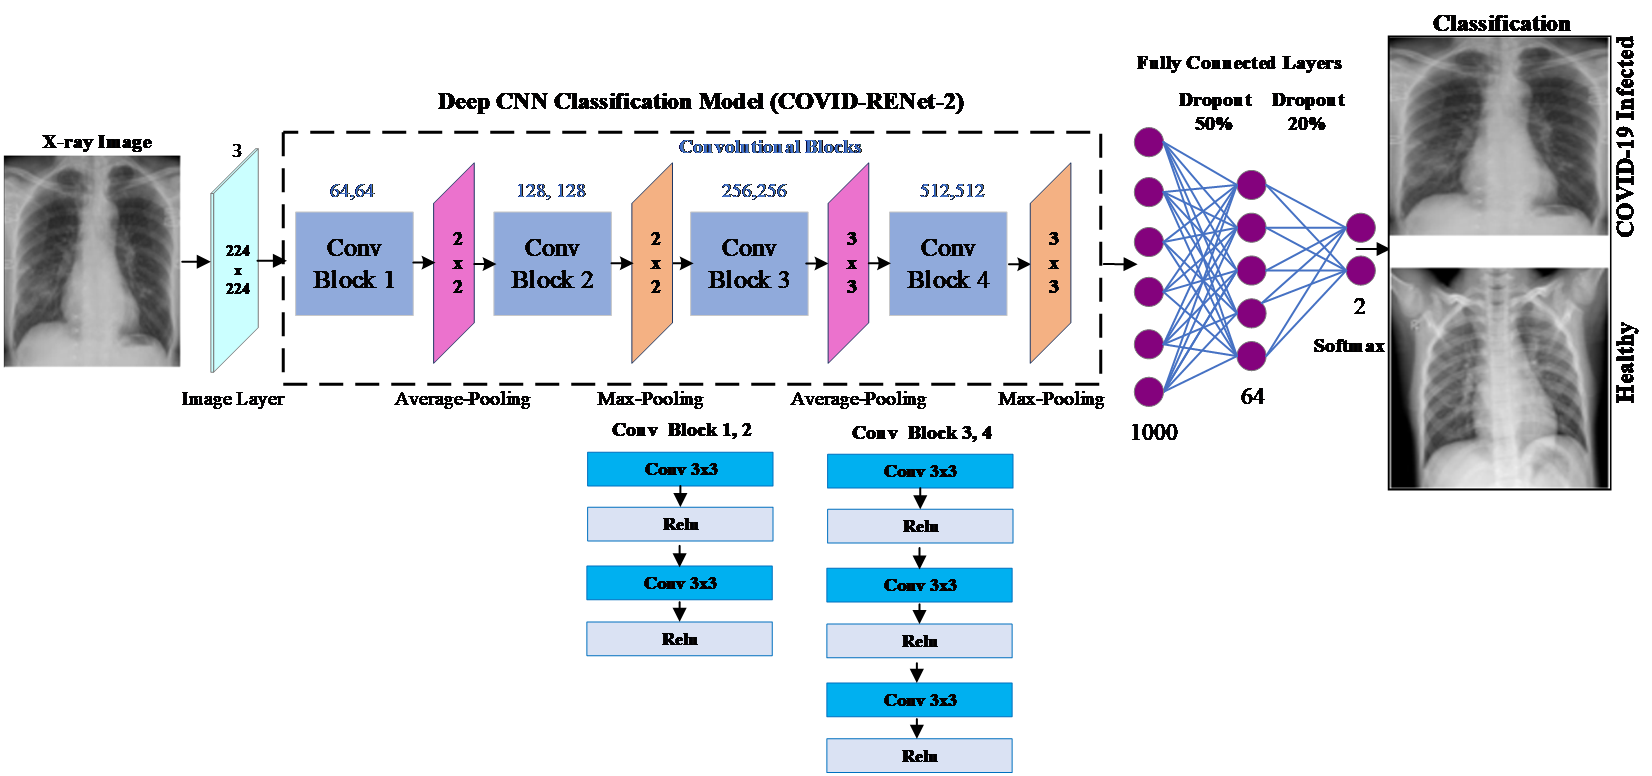 Classification
Fully Connected Layers
Deep CNN Classification Model (COVID-RENet-2)
Dropout
50%
Dropout
20%
X-ray Image
3
Convolutional Blocks
64,64
128, 128
256,256
512,512
224
x
224
Conv
Block 1
2
x
2
Conv
Block 2
2
x
2
Conv
Block 3
3
x
3
Conv
Block 4
3
x
3
2
Softmax
COVID-19 Infected
Healthy
Image Layer
Average-Pooling
Max-Pooling
Average-Pooling
Max-Pooling
64
1000
Conv Block 1, 2
Conv 3x3
Relu
Conv 3x3
Relu
Conv Block 3, 4
Conv 3x3
Relu
Conv 3x3
Relu
Conv 3x3
Relu